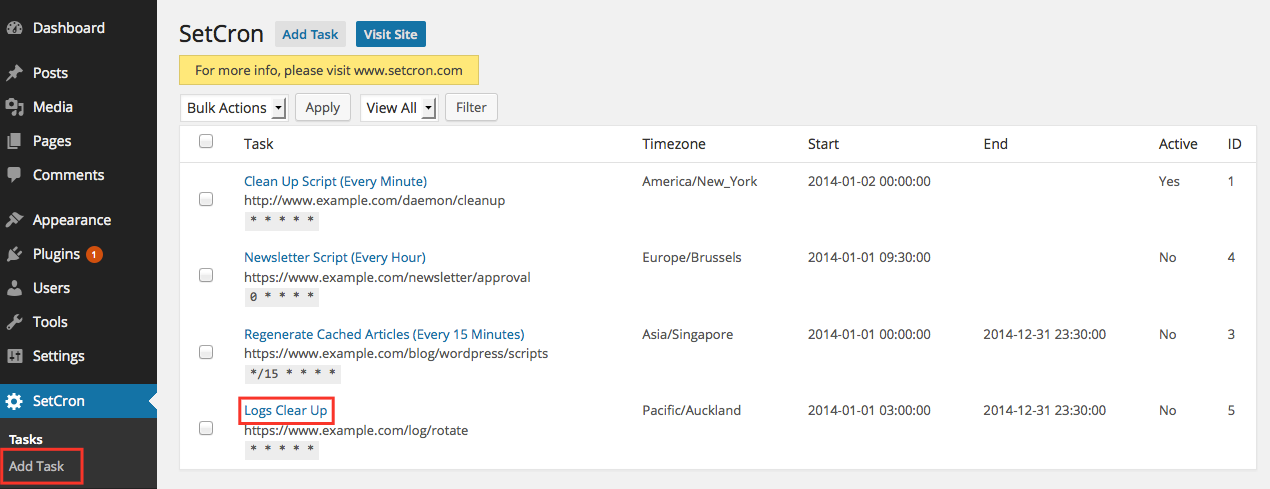 Dashboard
Posts
Media
Pages
Comments
Appearance
Plugins 1
Users
Tools
Settings
SetCron
Tasks
Add Task
SetCron Add Task Visit Site
For more info, please visit www.setcron.com
Bulk Actions Apply View All Filter
Task Timezone Start End Active ID
Clean Up Script (Every Minute) America/New_York 2014-01-02 00:00:00 Yes 1
http://www.example.com/daemon/cleanup
* * * * *
Newsletter Script (Every Hour) Europe/Brussels 2014-01-01 09:30:00 No 4
https://www.example.com/newsletter/approval
0 * * * *
Regenerate Cached Articles (Every 15 Minutes) Asia/Singapore 2014-01-01 00:00:00 2014-12-31 23:30:00 No 3
https://www.example.com/blog/wordpress/scripts
*/15 * * * *
Logs Clear Up Pacific/Auckland 2014-01-01 03:00:00 2014-12-31 23:30:00 No 5
https://www.example.com/log/rotate
* * * * *